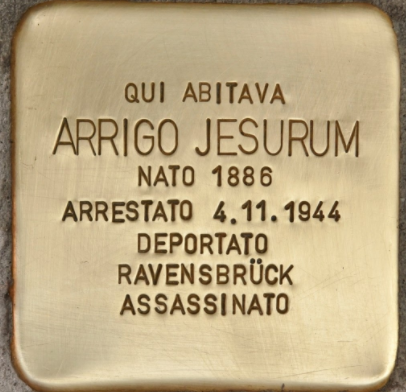 QUI ABITAVA
ARRIGO JESURUM
NATO 1886
ARRESTATO 4.11.1944
DEPORTATO
RAVENSBRÜCK
ASSASSINATO